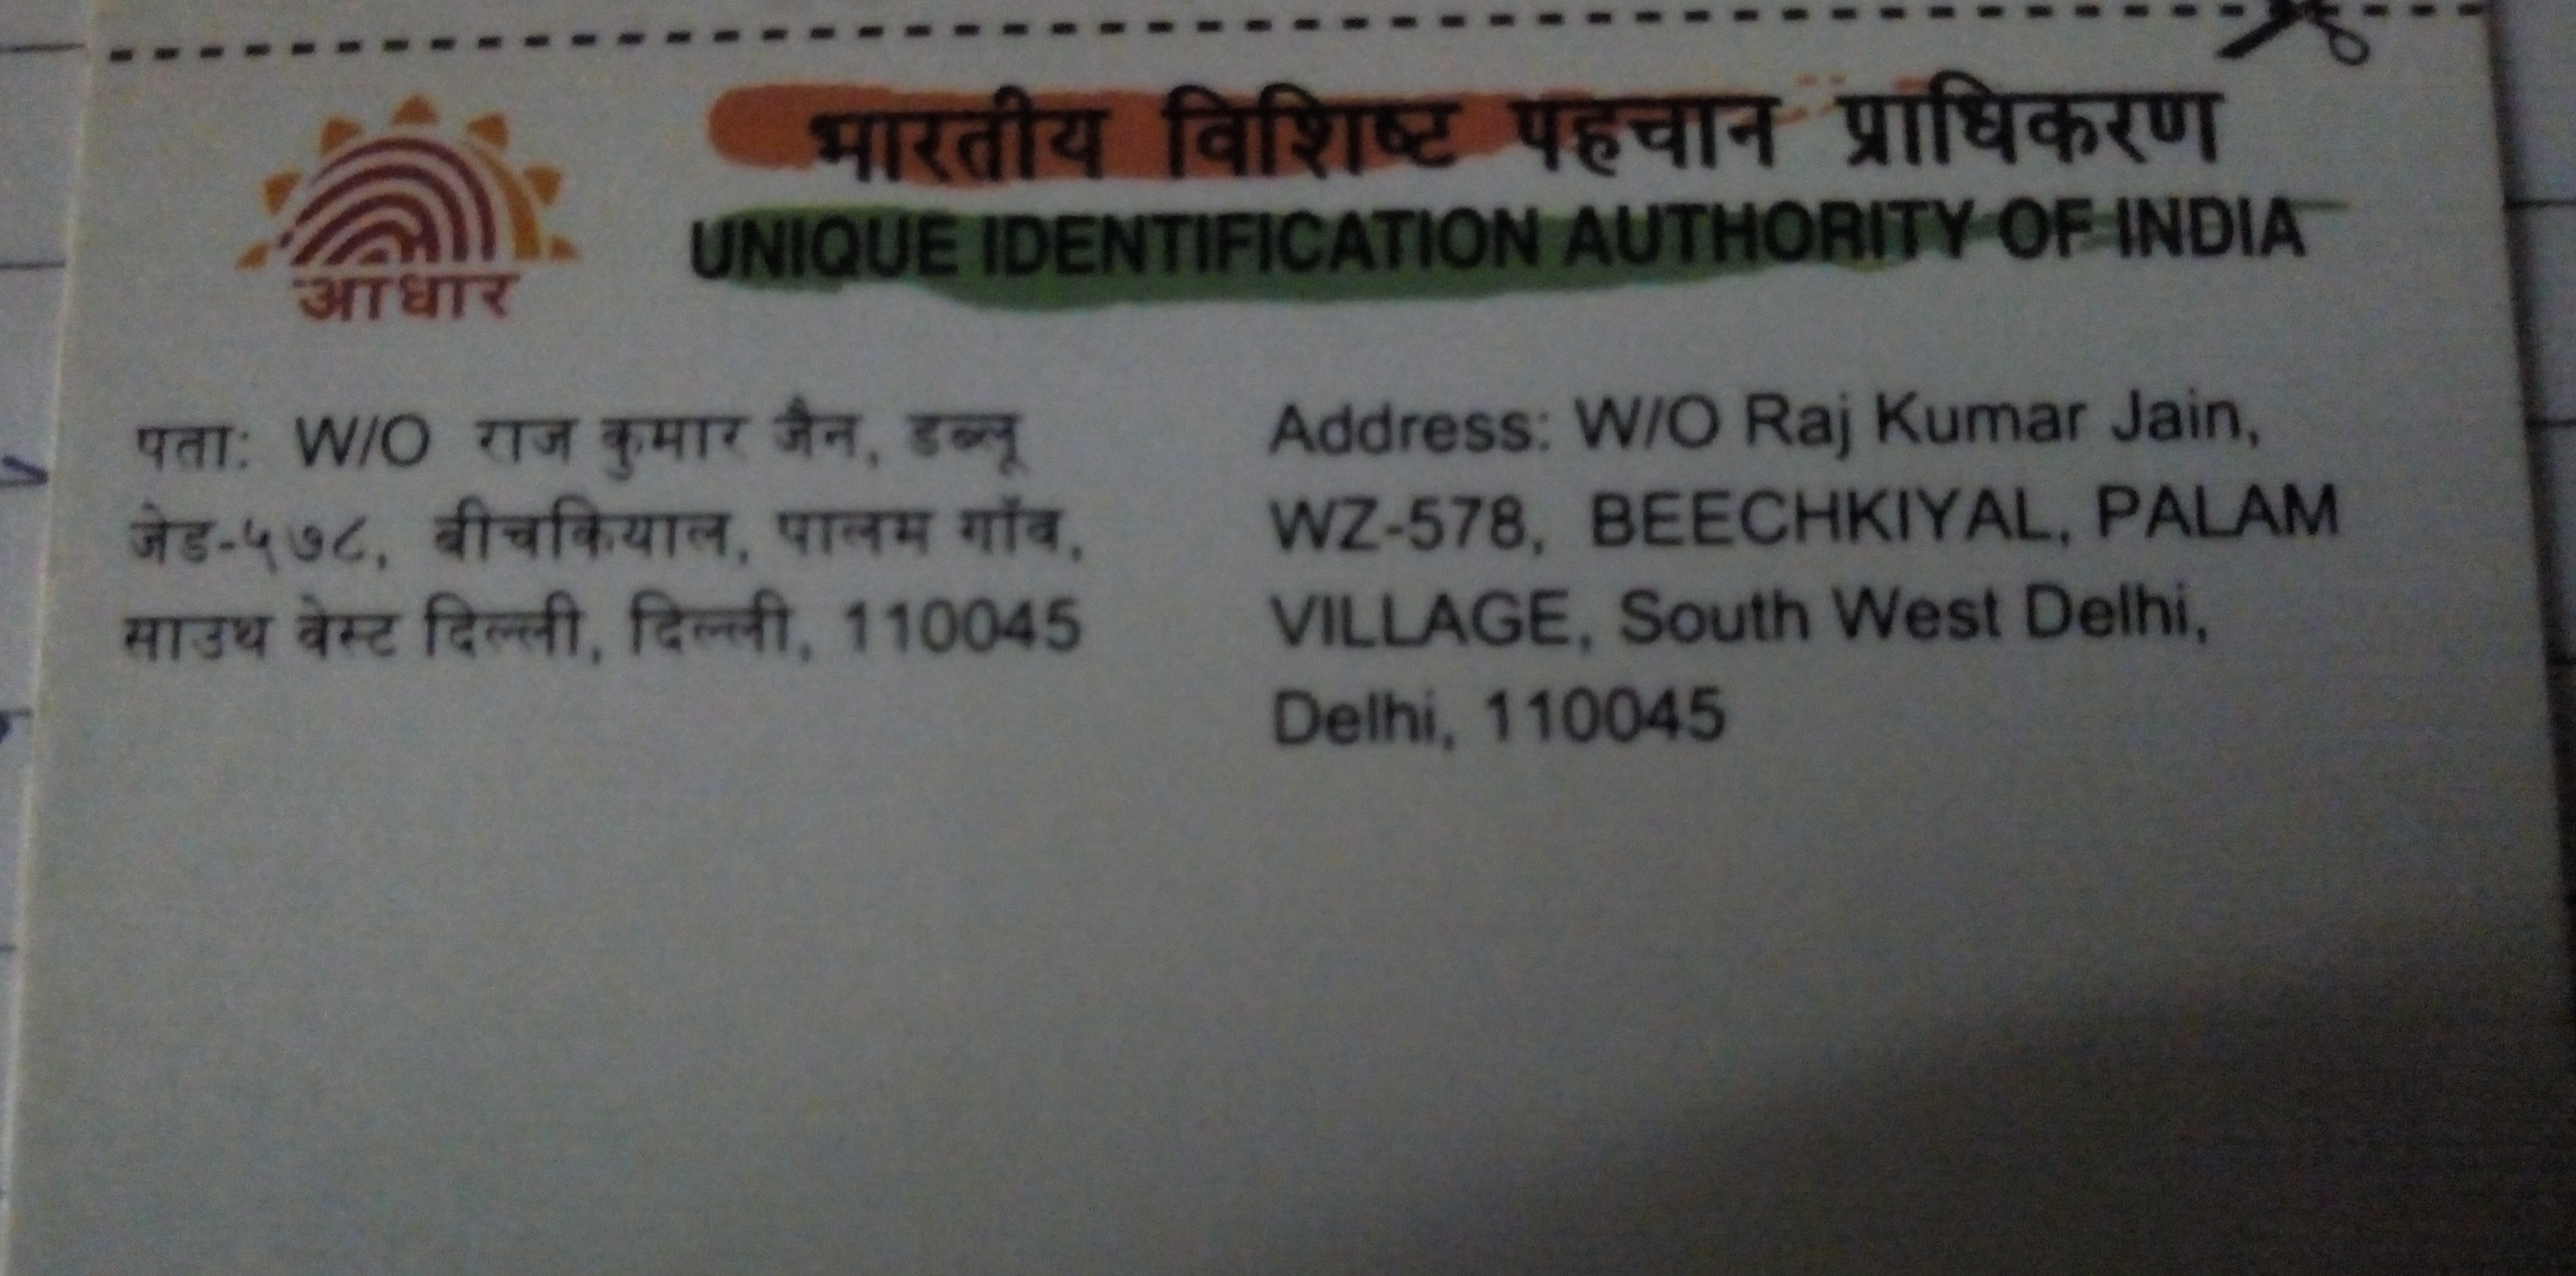 भारतीय विशिष्ट पहचान प्राधिकरण
UNIQUE IDENTIFICATION AUTHORITY OF INDIA
आधार
पता: W/O राज कुमार जैन, डब्लू
जेड-५७८, बीचकियाल, पालम गाँव,
साउथ वेस्ट दिल्ली, दिल्ली, 110045
Address: W/O Raj Kumar Jain,
WZ-578, BEECHKIYAL, PALAM
VILLAGE, South West Delhi,
Delhi, 110045